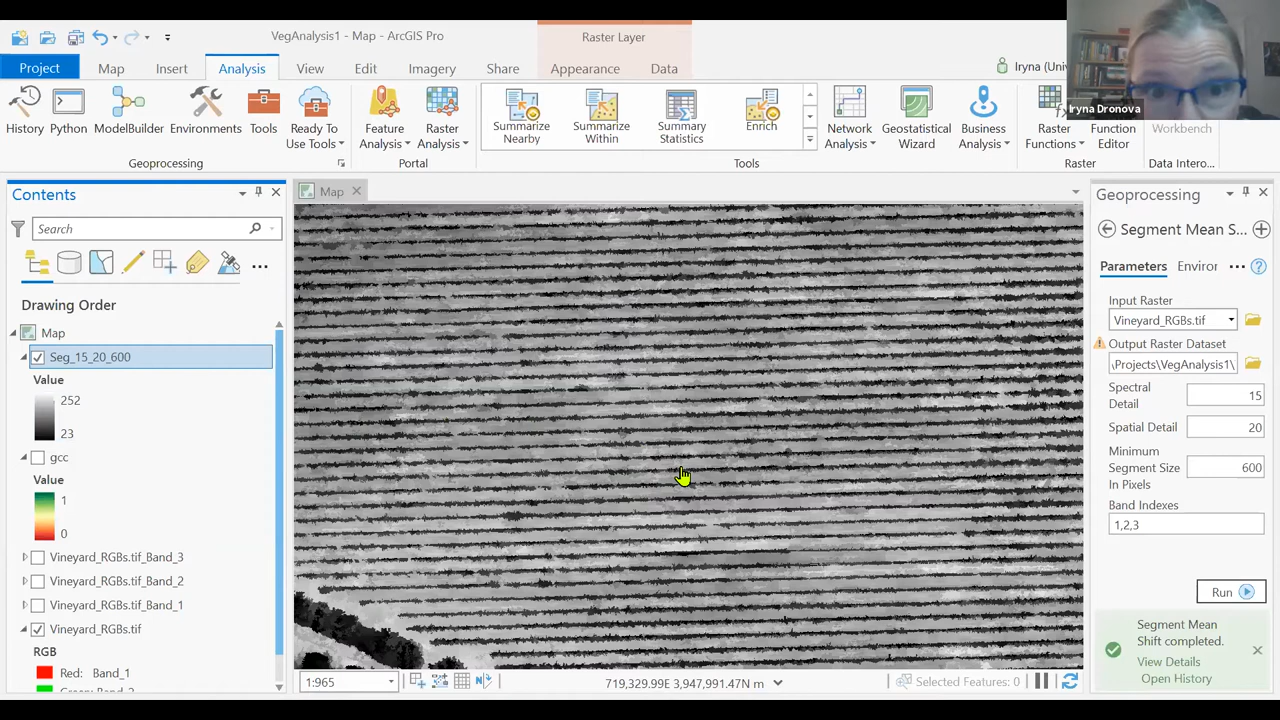 VegAnalysis1 - Map - ArcGIS Pro
Raster Layer
Iryna (Univ
Iryna Dronova
Project
Map
Insert
Analysis
View
Edit
Imagery
Share
Appearance
Data
History
Python
ModelBuilder
Environments
Tools
Ready To
Use Tools
Feature
Analysis
Raster
Analysis
Summarize
Nearby
Summarize
Within
Summary
Statistics
Enrich
Network
Analysis
Geostatistical
Wizard
Business
Analysis
Raster
Functions
Function
Editor
Workbench
Geoprocessing
Portal
Tools
Raster
Data Intero...
Contents
Search
Drawing Order
Map
Seg_15_20_600
Value
252
23
gcc
Value
1
0
Vineyard_RGBs.tif_Band_3
Vineyard_RGBs.tif_Band_2
Vineyard_RGBs.tif_Band_1
Vineyard_RGBs.tif
RGB
Red: Band_1
Green: Band_2
Map
1:965
719,329.99E 3,947,991.47N m
Selected Features: 0
Geoprocessing
Segment Mean S...
Parameters
Environ
Input Raster
Vineyard_RGBs.tif
Output Raster Dataset
\Projects\VegAnalysis1\
Spectral
Detail
15
Spatial Detail
20
Minimum
Segment Size
In Pixels
600
Band Indexes
1,2,3
Run
Segment Mean
Shift completed.
View Details
Open History